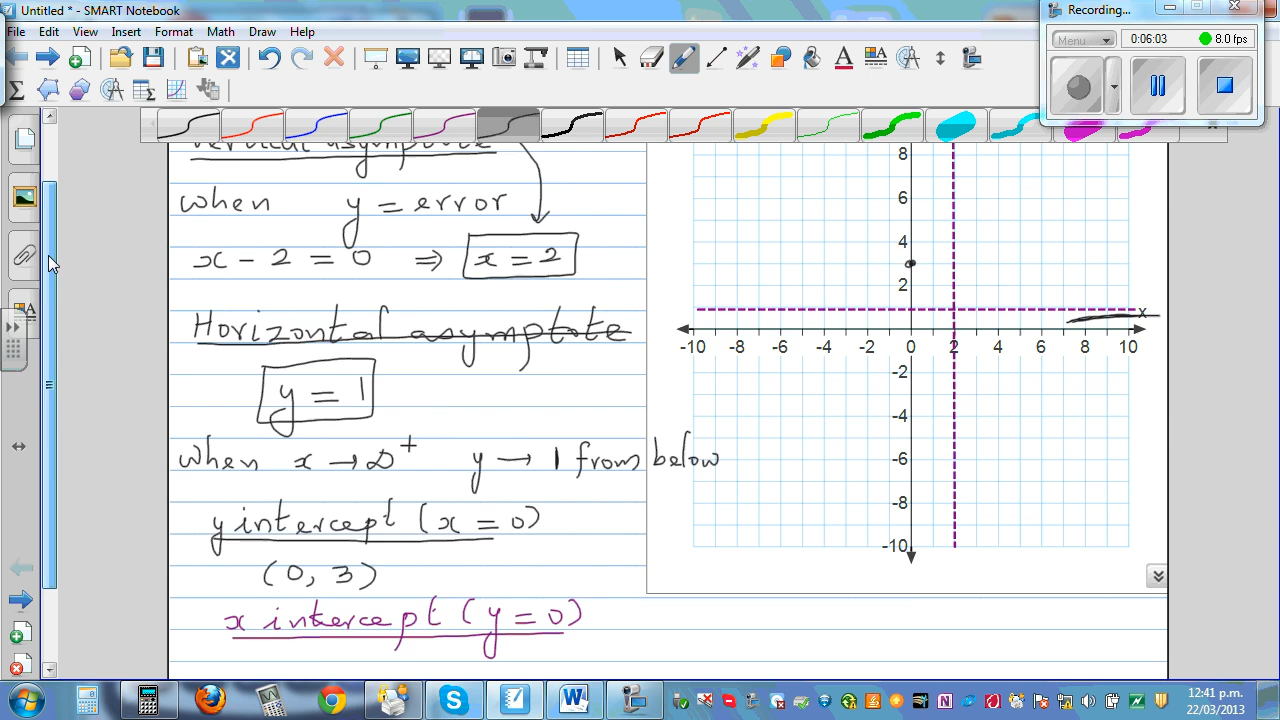 Untitled * - SMART Notebook
Recording...
File Edit View Insert Format Math Draw Help
Menu 0:06:03 8.0 fps
vertical asymptote
when y = error
x - 2 = 0 ⇒ x = 2
Horizontal asymptote
y = 1
when x → ∞⁺ y → 1 from below
y intercept (x = 0)
(0, 3)
x intercept (y = 0)
8
6
4
2
x
-10 -8 -6 -4 -2 0 2 4 6 8 10
-2
-4
-6
-8
-10
12:41 p.m.
22/03/2013